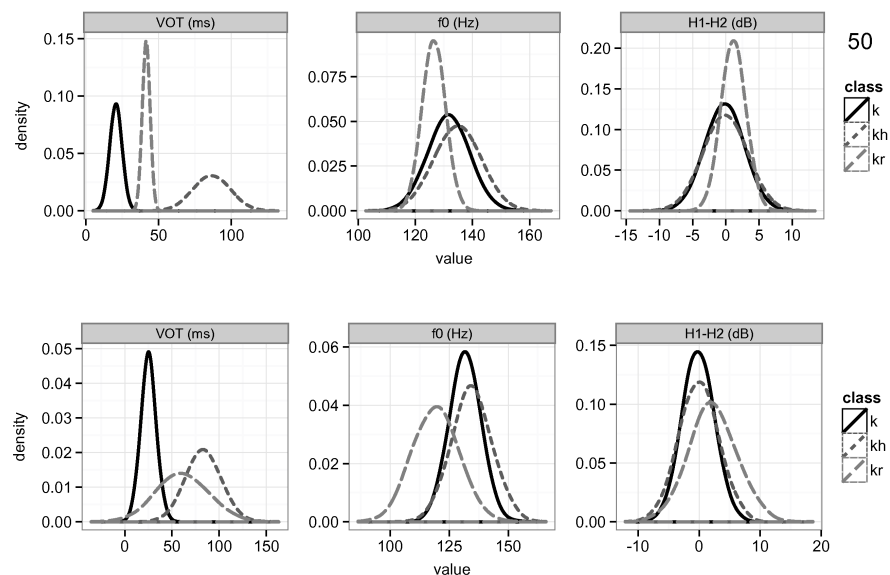 VOT (ms) f0 (Hz) H1-H2 (dB)
50
density
0.15
0.10
0.05
0.00
0 50 100
0.075
0.050
0.025
0.000
100 120 140 160
0.20
0.15
0.10
0.05
0.00
-15 -10 -5 0 5 10
value
class
k
kh
kr
VOT (ms) f0 (Hz) H1-H2 (dB)
density
0.05
0.04
0.03
0.02
0.01
0.00
0 50 100 150
0.06
0.04
0.02
0.00
100 125 150
0.15
0.10
0.05
0.00
-10 0 10 20
value
class
k
kh
kr